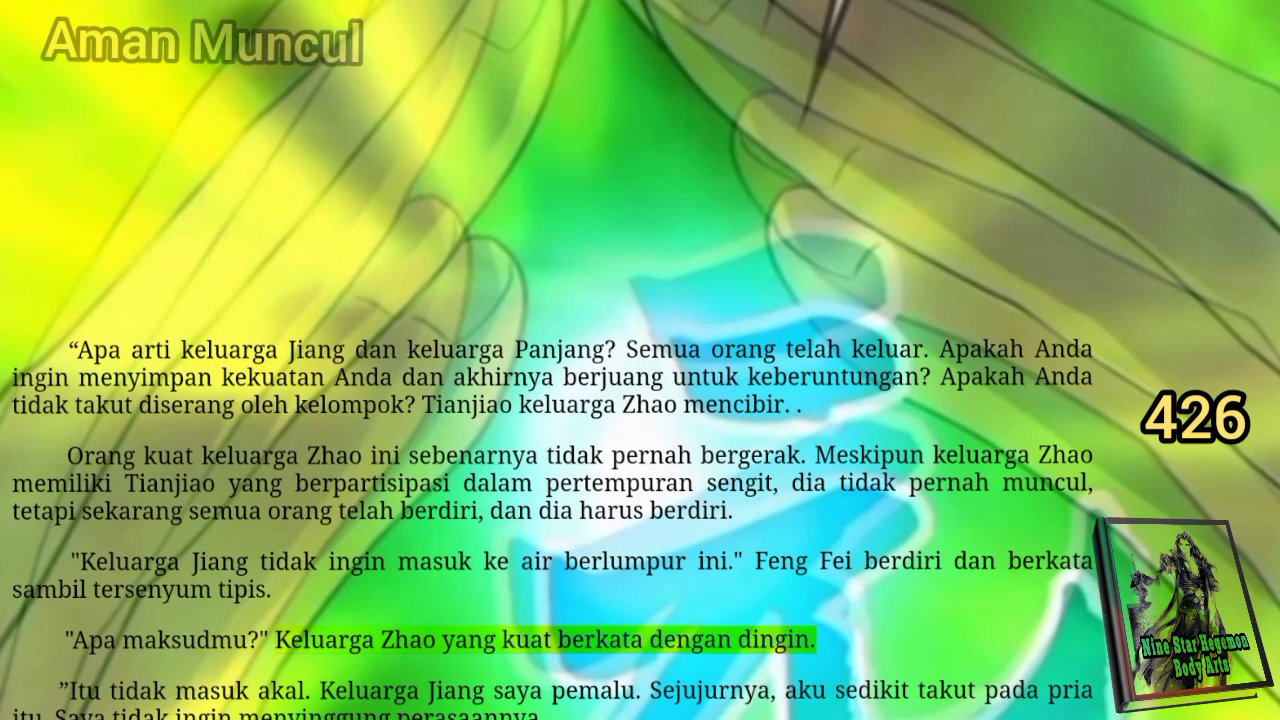 Aman Muncul
“Apa arti keluarga Jiang dan keluarga Panjang? Semua orang telah keluar. Apakah Anda
ingin menyimpan kekuatan Anda dan akhirnya berjuang untuk keberuntungan? Apakah Anda
tidak takut diserang oleh kelompok? Tianjiao keluarga Zhao mencibir. .
Orang kuat keluarga Zhao ini sebenarnya tidak pernah bergerak. Meskipun keluarga Zhao
memiliki Tianjiao yang berpartisipasi dalam pertempuran sengit, dia tidak pernah muncul,
tetapi sekarang semua orang telah berdiri, dan dia harus berdiri.
"Keluarga Jiang tidak ingin masuk ke air berlumpur ini." Feng Fei berdiri dan berkata
sambil tersenyum tipis.
"Apa maksudmu?" Keluarga Zhao yang kuat berkata dengan dingin.
”Itu tidak masuk akal. Keluarga Jiang saya pemalu. Sejujurnya, aku sedikit takut pada pria
itu. Saya tidak ingin menyinggung perasaannya.
426
Nine Star Hegemon
Body Arts